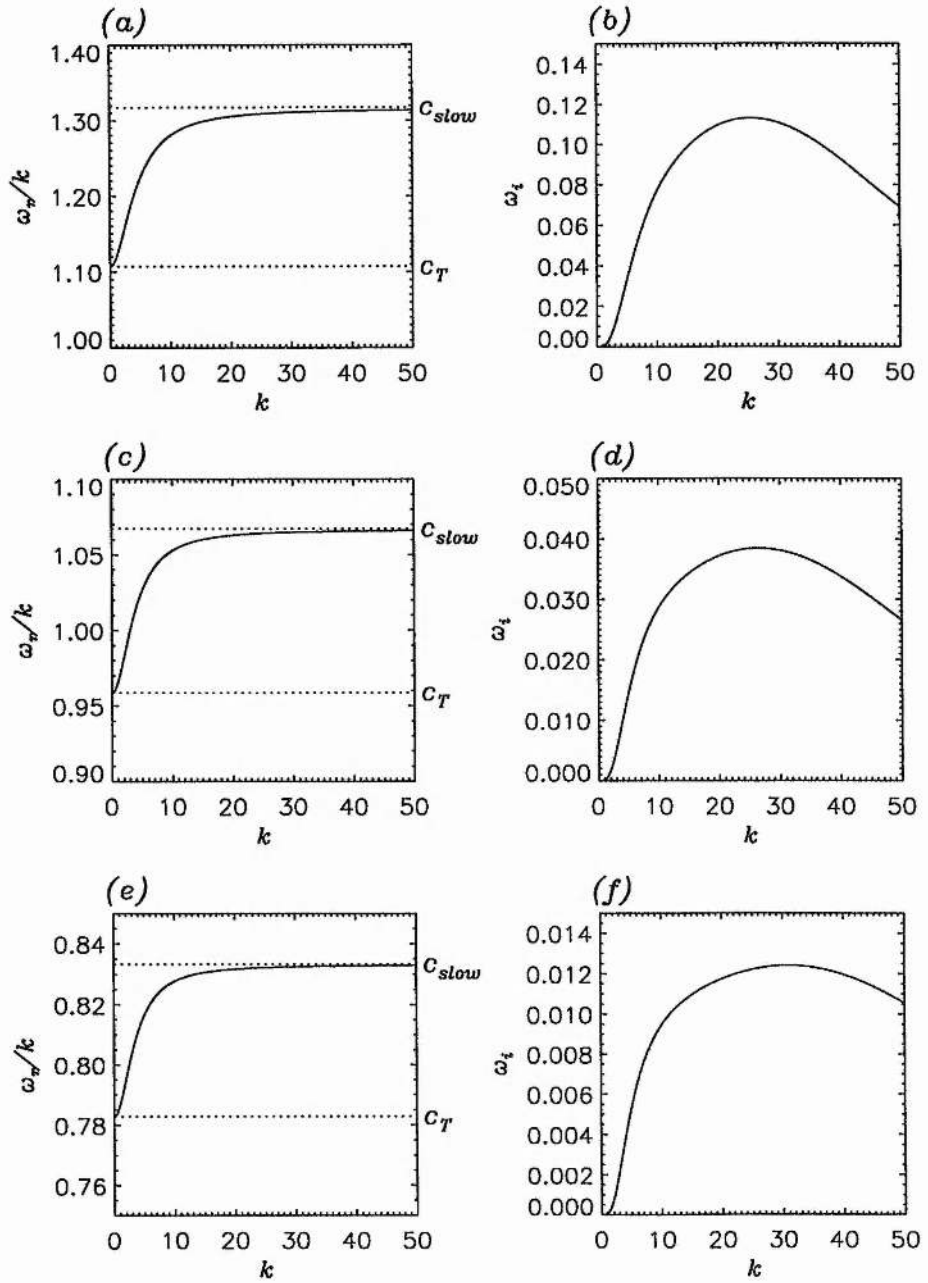 (a)
1.40
1.30
1.20
1.10
1.00
ω_r/k
C_slow
C_T
0 10 20 30 40 50
k
(b)
0.14
0.12
0.10
0.08
0.06
0.04
0.02
0.00
ω_i
0 10 20 30 40 50
k
(c)
1.10
1.05
1.00
0.95
0.90
ω_r/k
C_slow
C_T
0 10 20 30 40 50
k
(d)
0.050
0.040
0.030
0.020
0.010
0.000
ω_i
0 10 20 30 40 50
k
(e)
0.84
0.82
0.80
0.78
0.76
ω_r/k
C_slow
C_T
0 10 20 30 40 50
k
(f)
0.014
0.012
0.010
0.008
0.006
0.004
0.002
0.000
ω_i
0 10 20 30 40 50
k